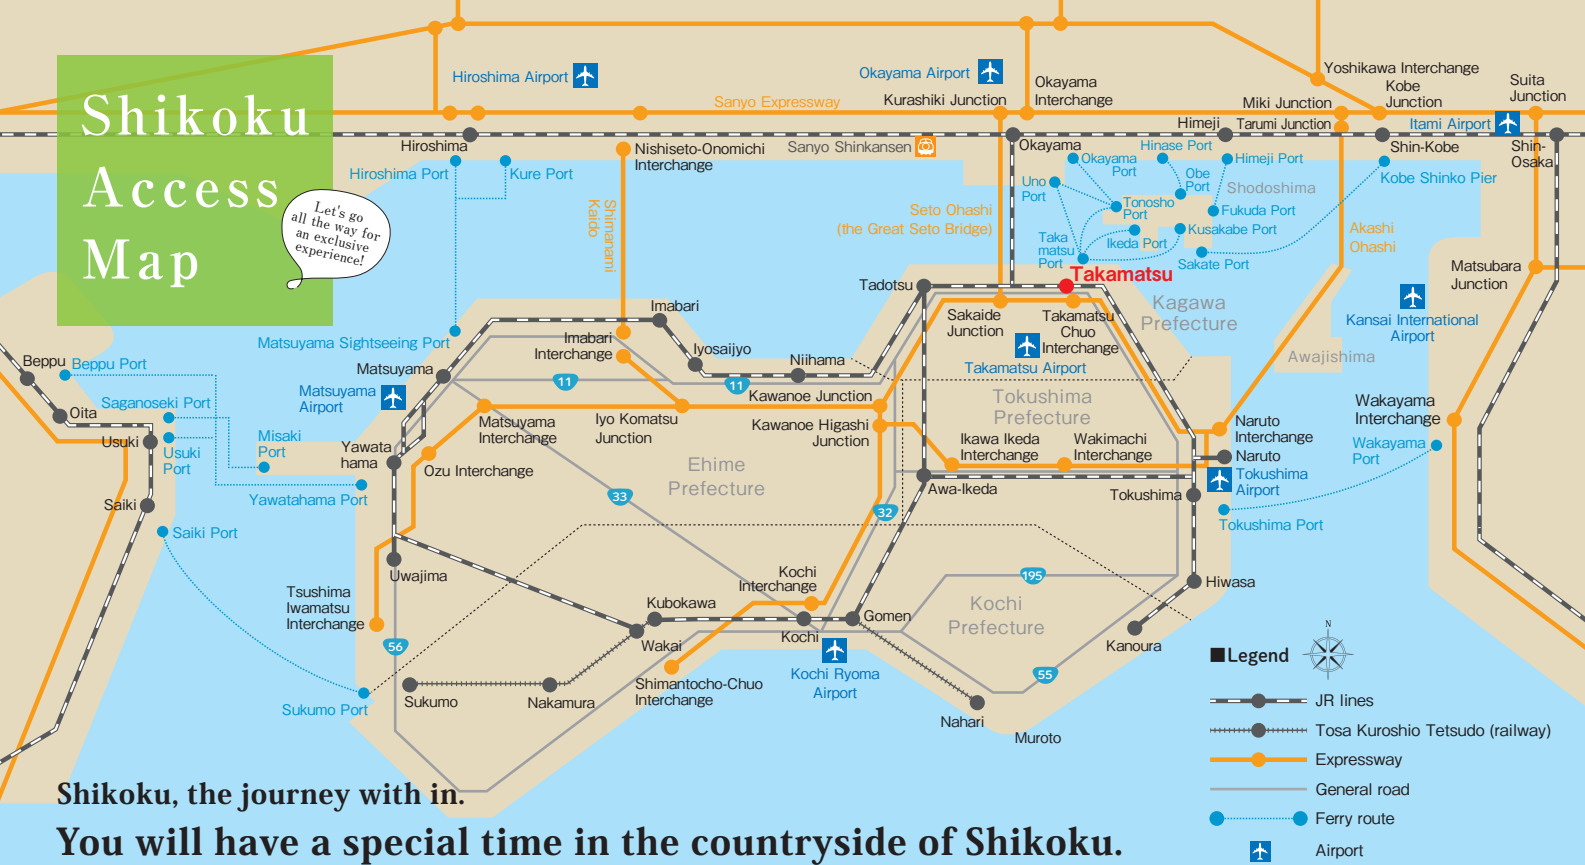 Shikoku
Access
Map
Let's go
all the way for
an exclusive
experience!
Hiroshima Airport
Okayama Airport
Okayama
Interchange
Yoshikawa Interchange
Kobe
Junction
Suita
Junction
Sanyo Expressway
Kurashiki Junction
Miki Junction
Itami Airport
Himeji
Tarumi Junction
Hiroshima
Nishiseto-Onomichi
Interchange
Sanyo Shinkansen
Okayama
Shin-Kobe
Shin-
Osaka
Hiroshima Port
Kure Port
Okayama
Port
Hinase Port
Himeji Port
Kobe Shinko Pier
Uno
Port
Obe
Port
Shodoshima
Shimanami
Kaido
Seto Ohashi
(the Great Seto Bridge)
Tonosho
Port
Fukuda Port
Taka
matsu
Port
Ikeda Port
Kusakabe Port
Sakate Port
Akashi
Ohashi
Matsubara
Junction
Takamatsu
Tadotsu
Kagawa
Prefecture
Imabari
Sakaide
Junction
Takamatsu
Chuo
Interchange
Kansai International
Airport
Matsuyama Sightseeing Port
Imabari
Interchange
Iyosaijyo
Niihama
Takamatsu Airport
Awajishima
Beppu
Beppu Port
Matsuyama
11
11
Kawanoe Junction
Tokushima
Prefecture
Matsuyama
Airport
Saganoseki Port
Oita
Matsuyama
Interchange
Iyo Komatsu
Junction
Kawanoe Higashi
Junction
Wakayama
Interchange
Naruto
Interchange
Usuki
Usuki
Port
Misaki
Port
Yawata
hama
Ikawa Ikeda
Interchange
Wakimachi
Interchange
Naruto
Wakayama
Port
Ozu Interchange
Ehime
Prefecture
Tokushima
Airport
Yawatahama Port
33
32
Awa-Ikeda
Tokushima
Saiki
Saiki Port
Tokushima Port
Uwajima
Kochi
Interchange
195
Hiwasa
Tsushima
Iwamatsu
Interchange
Kubokawa
Gomen
Kochi
Prefecture
56
Wakai
Kochi
Kanoura
Shimantocho-Chuo
Interchange
Kochi Ryoma
Airport
55
Sukumo Port
Sukumo
Nakamura
Nahari
Muroto
N
■Legend
JR lines
Tosa Kuroshio Tetsudo (railway)
Expressway
General road
Ferry route
Airport
Shikoku, the journey with in.
You will have a special time in the countryside of Shikoku.